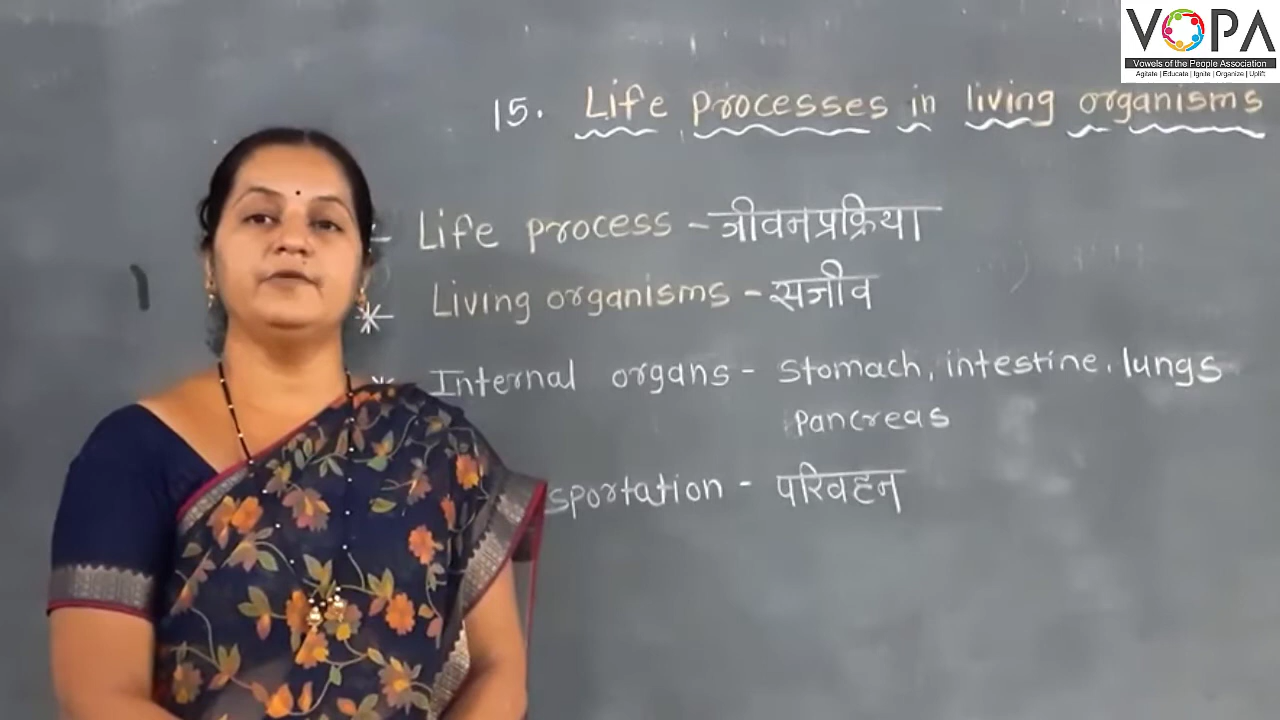 VOPA
Vowels of the People Association
Agitate | Educate | Ignite | Organize | Uplift
15. Life processes in living organisms
Life process - जीवनप्रक्रिया
* Living organisms - सजीव
* Internal organs - stomach, intestine, lungs
pancreas
sportation - परिवहन